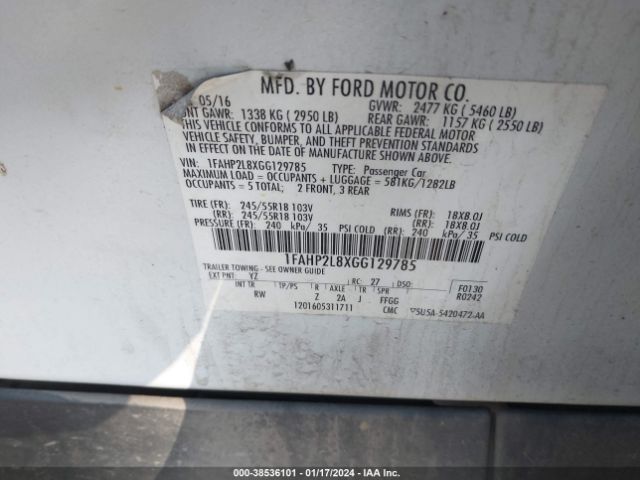 MFD. BY FORD MOTOR CO.
05/16 GVWR: 2477 KG ( 5460 LB)
GAWR: 1338 KG ( 2950 LB) REAR GAWR: 1157 KG ( 2550 LB)
THIS VEHICLE CONFORMS TO ALL APPLICABLE FEDERAL MOTOR
VEHICLE SAFETY, BUMPER, AND THEFT PREVENTION STANDARDS
IN EFFECT ON THE DATE OF MANUFACTURE SHOWN ABOVE.
VIN: 1FAHP2L8XGG129785 TYPE: Passenger Car
MAXIMUM LOAD = OCCUPANTS + LUGGAGE = 581KG/1282LB
OCCUPANTS = 5 TOTAL; 2 FRONT, 3 REAR
TIRE (FR): 245/55R18 103V RIMS (FR): 18X8.0J
(RR): 245/55R18 103V (RR): 18X8.0J
PRESSURE (FR): 240 kPa/ 35 PSI COLD (RR): 240 kPa/ 35 PSI COLD
1FAHP2L8XGG129785
TRAILER TOWING - SEE OWNER GUIDE
EXT PNT: YZ RC: 27 DSO: F0130
INT TR TP/PS R AXLE TR SPR R0242
RW Z 2A J FFGG
1201605311711 CMC SU5A-5420472-AA
000-38536101 - 01/17/2024 - IAA Inc.